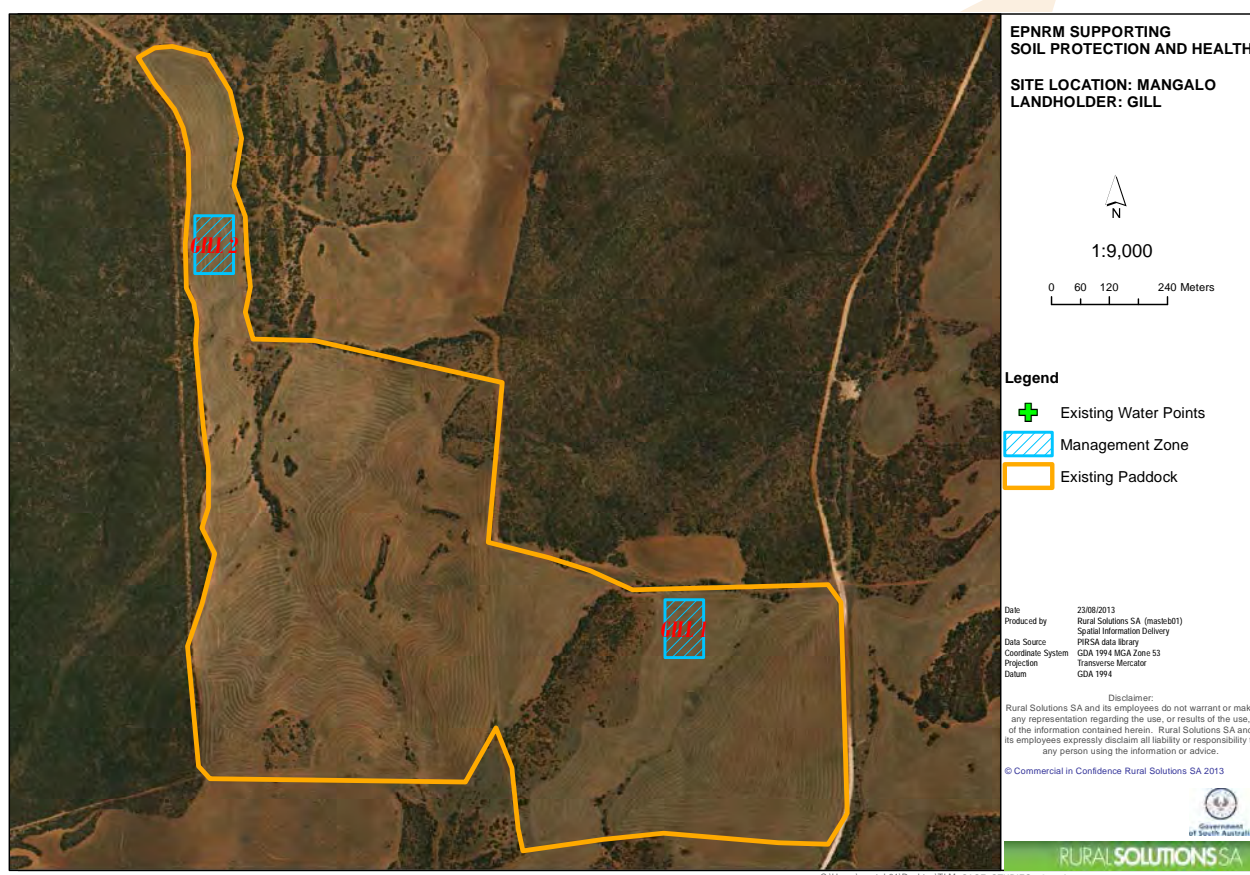 EPNRM SUPPORTING
SOIL PROTECTION AND HEALTH
SITE LOCATION: MANGALO
LANDHOLDER: GILL
N
1:9,000
0 60 120 240 Meters
Legend
Existing Water Points
Management Zone
Existing Paddock
GILL 2
GILL 1
Date 23/08/2013
Produced by Rural Solutions SA (masteb01)
Spatial Information Delivery
Data Source PIRSA data library
Coordinate System GDA 1994 MGA Zone 53
Projection Transverse Mercator
Datum GDA 1994
Disclaimer:
Rural Solutions SA and its employees do not warrant or mak
any representation regarding the use, or results of the use,
of the information contained herein. Rural Solutions SA and
its employees expressly disclaim all liability or responsibility
any person using the information or advice.
© Commercial in Confidence Rural Solutions SA 2013
Government
of South Australi
RURALSOLUTIONSSA